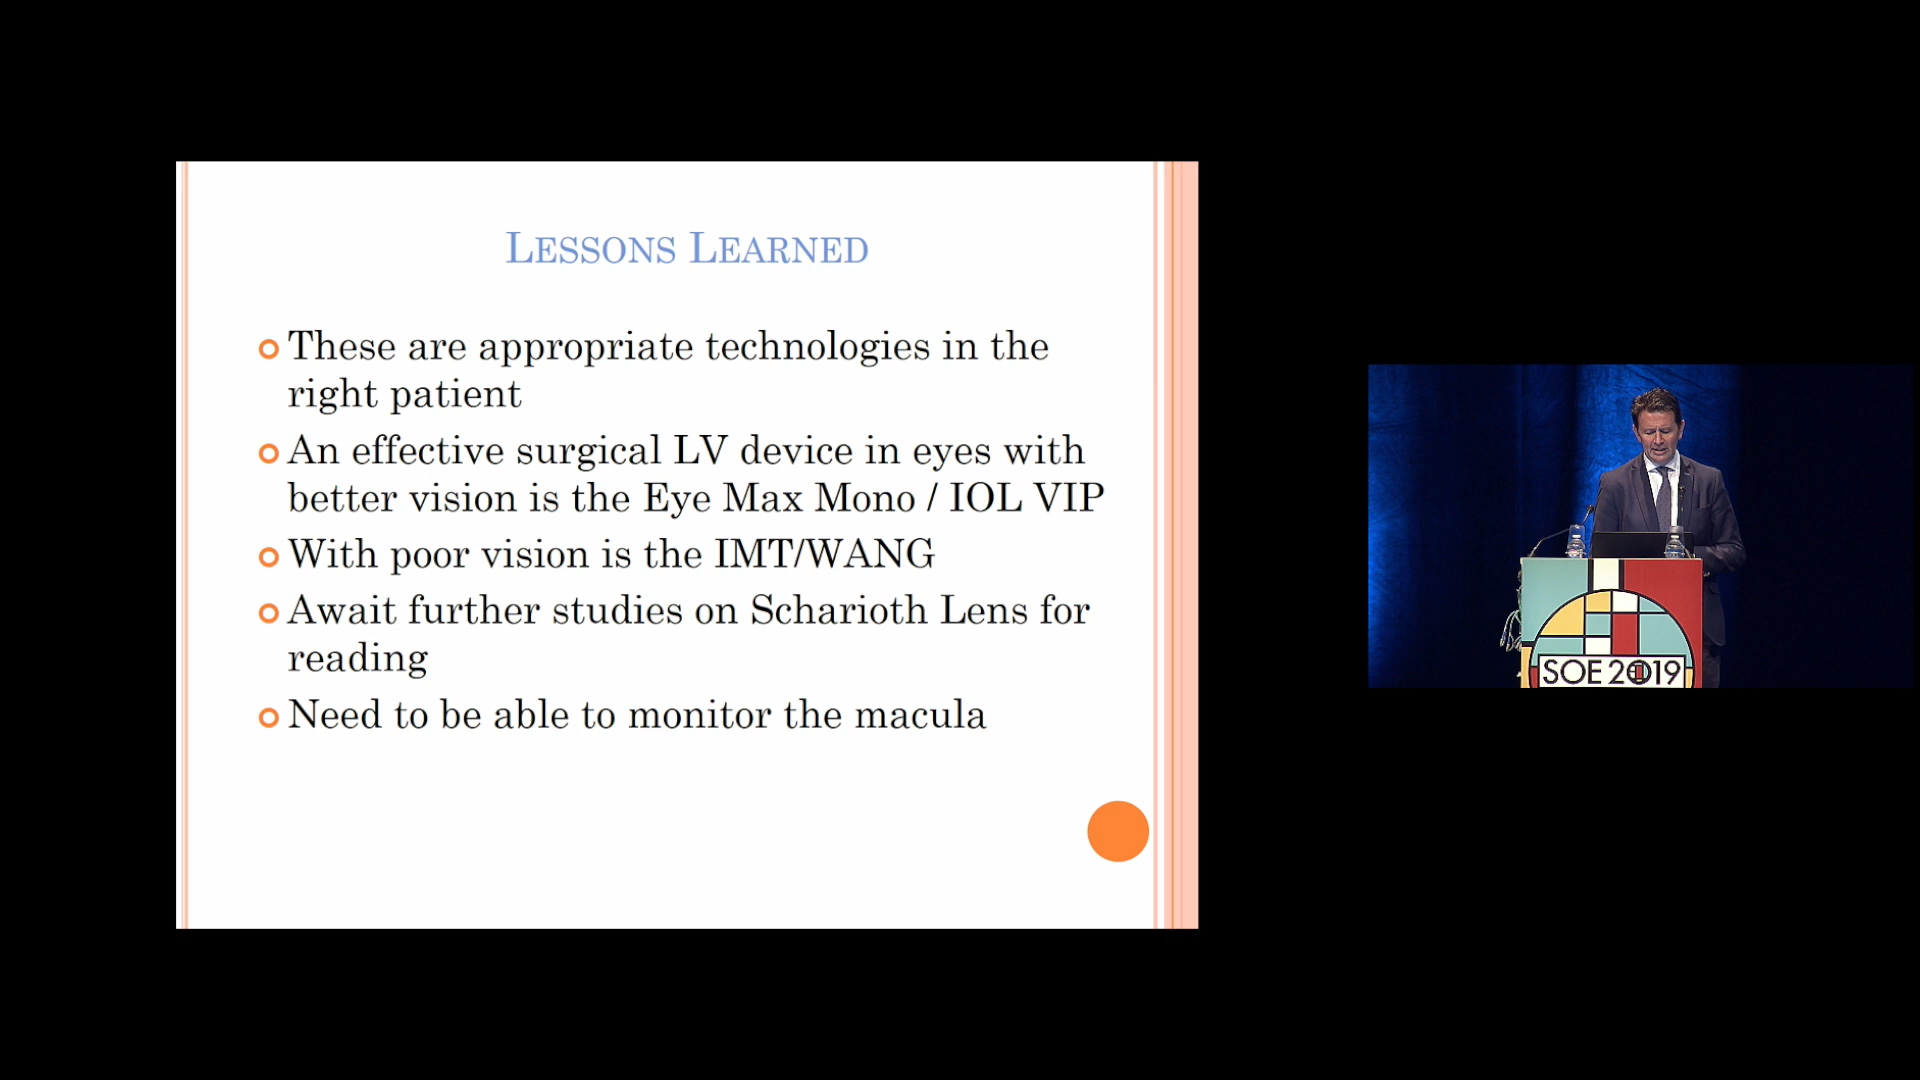 LESSONS LEARNED
These are appropriate technologies in the
right patient
An effective surgical LV device in eyes with
better vision is the Eye Max Mono / IOL VIP
With poor vision is the IMT/WANG
Await further studies on Scharioth Lens for
reading
Need to be able to monitor the macula
SOE 2019